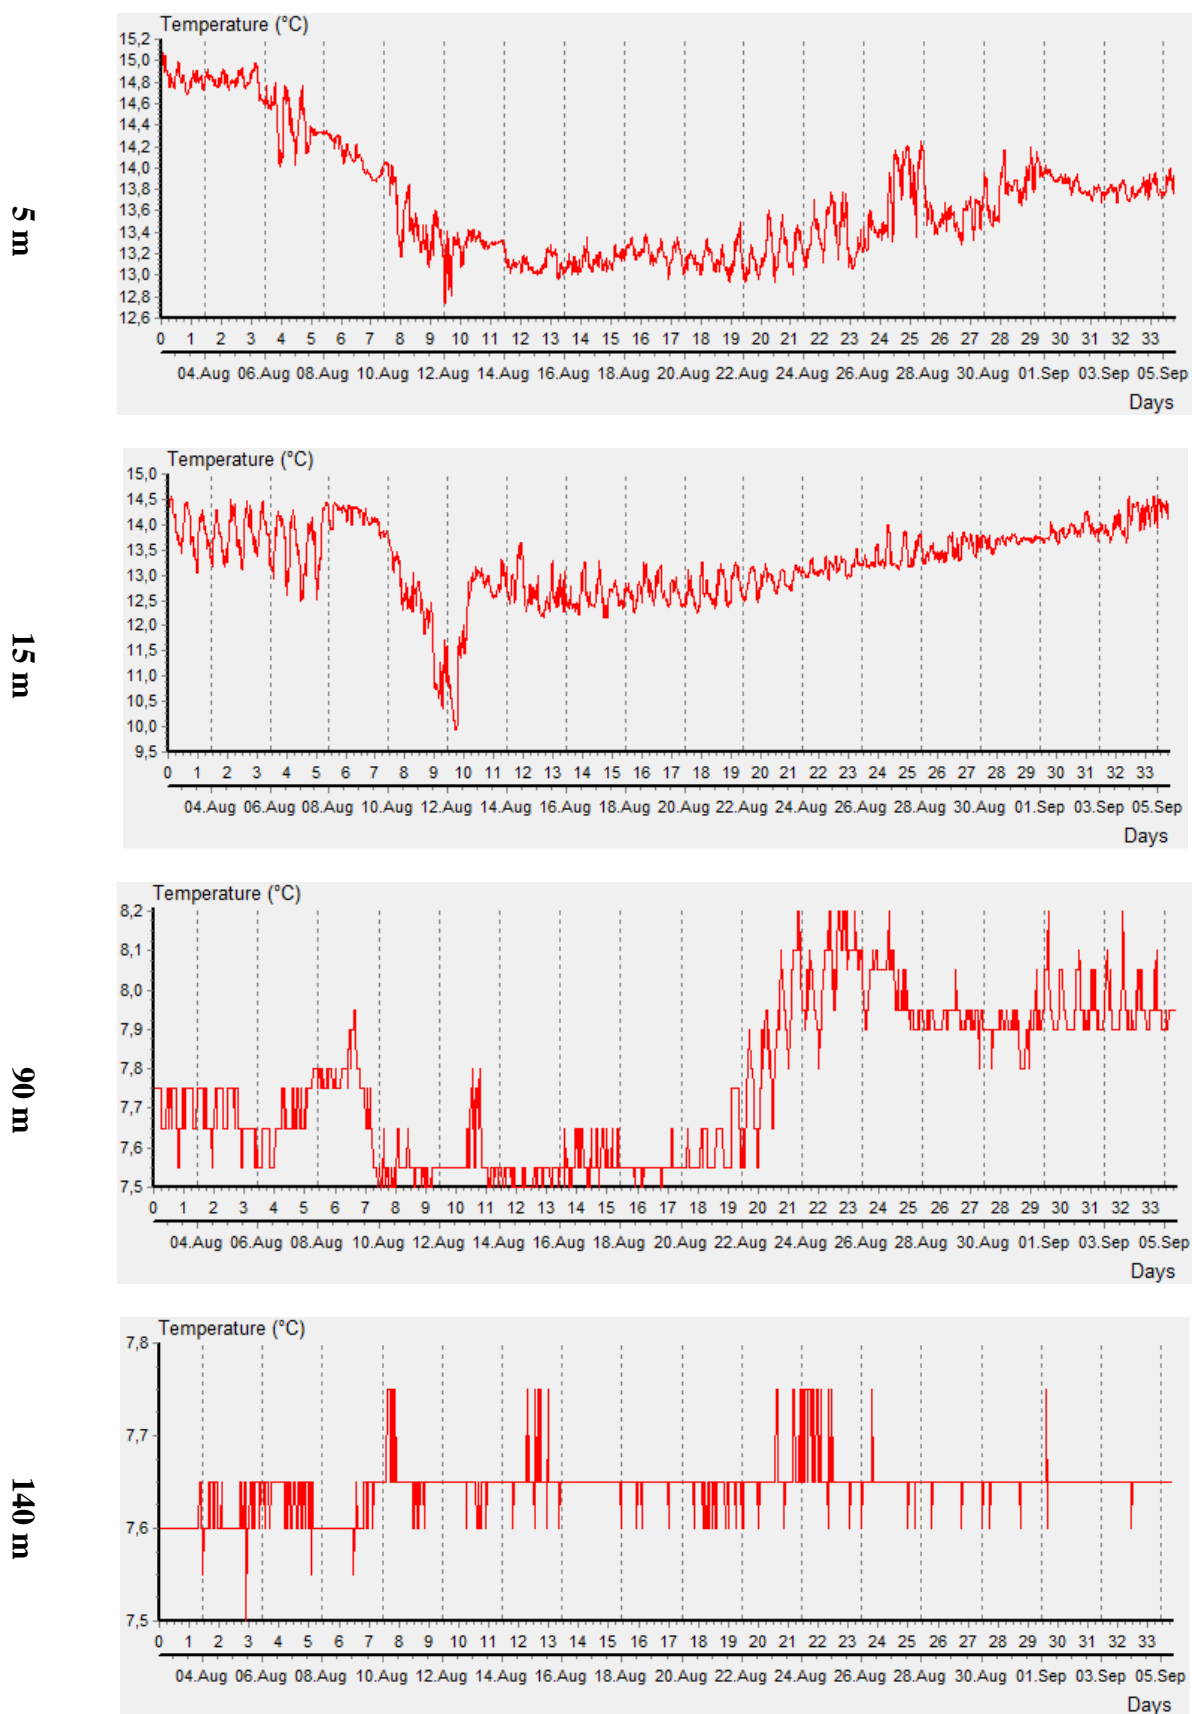 Temperature (°C)
15,2
15,0
14,8
14,6
14,4
14,2
14,0
13,8
13,6
13,4
13,2
13,0
12,8
12,6
0 1 2 3 4 5 6 7 8 9 10 11 12 13 14 15 16 17 18 19 20 21 22 23 24 25 26 27 28 29 30 31 32 33
04.Aug 06.Aug 08.Aug 10.Aug 12.Aug 14.Aug 16.Aug 18.Aug 20.Aug 22.Aug 24.Aug 26.Aug 28.Aug 30.Aug 01.Sep 03.Sep 05.Sep
Days
5 m
Temperature (°C)
15,0
14,5
14,0
13,5
13,0
12,5
12,0
11,5
11,0
10,5
10,0
9,5
0 1 2 3 4 5 6 7 8 9 10 11 12 13 14 15 16 17 18 19 20 21 22 23 24 25 26 27 28 29 30 31 32 33
04.Aug 06.Aug 08.Aug 10.Aug 12.Aug 14.Aug 16.Aug 18.Aug 20.Aug 22.Aug 24.Aug 26.Aug 28.Aug 30.Aug 01.Sep 03.Sep 05.Sep
Days
15 m
Temperature (°C)
8,2
8,1
8,0
7,9
7,8
7,7
7,6
7,5
0 1 2 3 4 5 6 7 8 9 10 11 12 13 14 15 16 17 18 19 20 21 22 23 24 25 26 27 28 29 30 31 32 33
04.Aug 06.Aug 08.Aug 10.Aug 12.Aug 14.Aug 16.Aug 18.Aug 20.Aug 22.Aug 24.Aug 26.Aug 28.Aug 30.Aug 01.Sep 03.Sep 05.Sep
Days
90 m
Temperature (°C)
7,8
7,7
7,6
7,5
0 1 2 3 4 5 6 7 8 9 10 11 12 13 14 15 16 17 18 19 20 21 22 23 24 25 26 27 28 29 30 31 32 33
04.Aug 06.Aug 08.Aug 10.Aug 12.Aug 14.Aug 16.Aug 18.Aug 20.Aug 22.Aug 24.Aug 26.Aug 28.Aug 30.Aug 01.Sep 03.Sep 05.Sep
Days
140 m